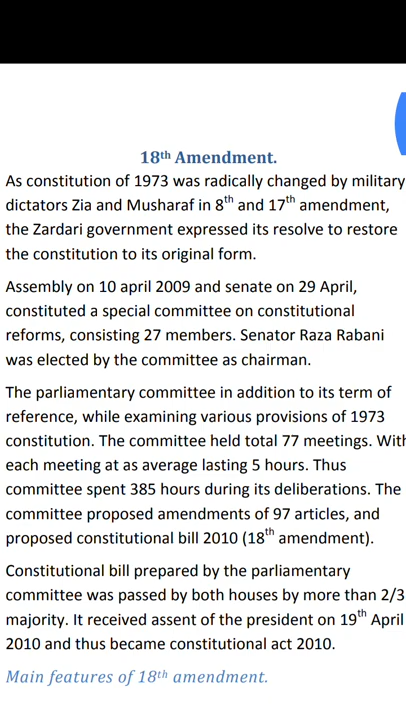 18th Amendment.
As constitution of 1973 was radically changed by military
dictators Zia and Musharaf in 8th and 17th amendment,
the Zardari government expressed its resolve to restore
the constitution to its original form.
Assembly on 10 april 2009 and senate on 29 April,
constituted a special committee on constitutional
reforms, consisting 27 members. Senator Raza Rabani
was elected by the committee as chairman.
The parliamentary committee in addition to its term of
reference, while examining various provisions of 1973
constitution. The committee held total 77 meetings. With
each meeting at as average lasting 5 hours. Thus
committee spent 385 hours during its deliberations. The
committee proposed amendments of 97 articles, and
proposed constitutional bill 2010 (18th amendment).
Constitutional bill prepared by the parliamentary
committee was passed by both houses by more than 2/3
majority. It received assent of the president on 19th April
2010 and thus became constitutional act 2010.
Main features of 18th amendment.